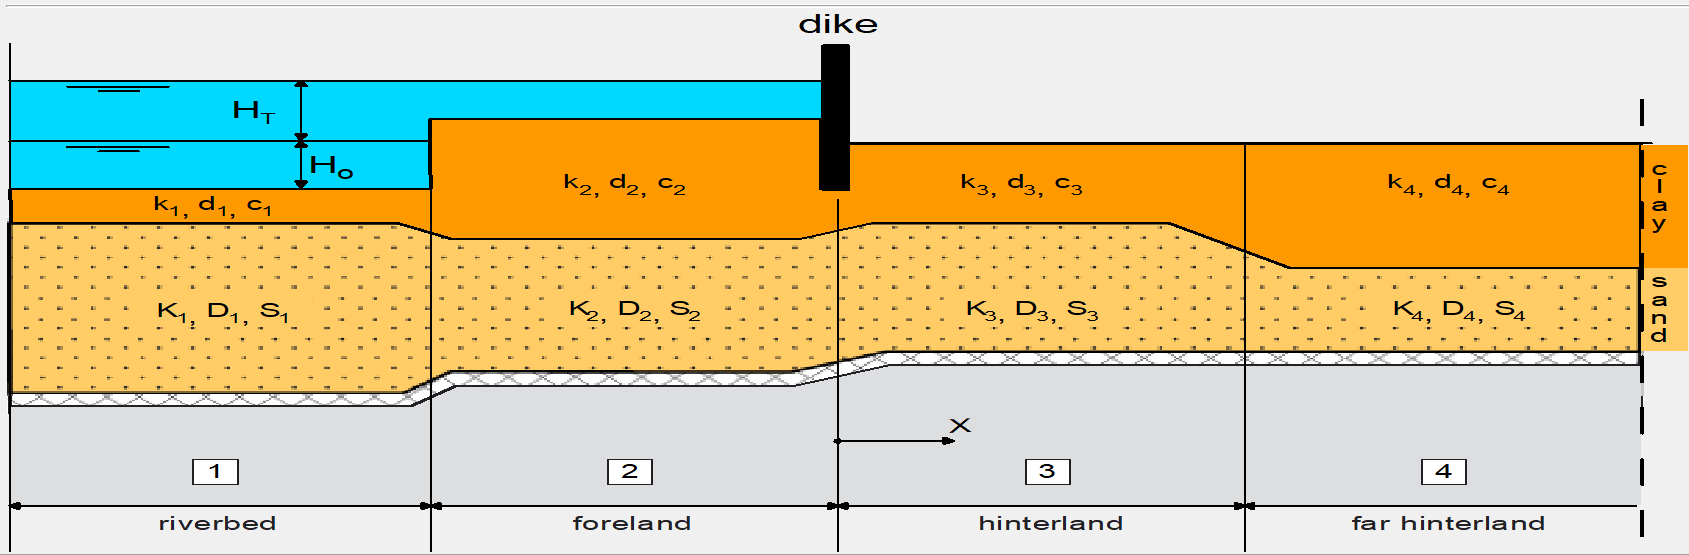 dike
H_T
H_o
k_1, d_1, c_1
k_2, d_2, c_2
k_3, d_3, c_3
k_4, d_4, c_4
clay
K_1, D_1, S_1
K_2, D_2, S_2
K_3, D_3, S_3
K_4, D_4, S_4
sand
X
1
2
3
4
riverbed
foreland
hinterland
far hinterland